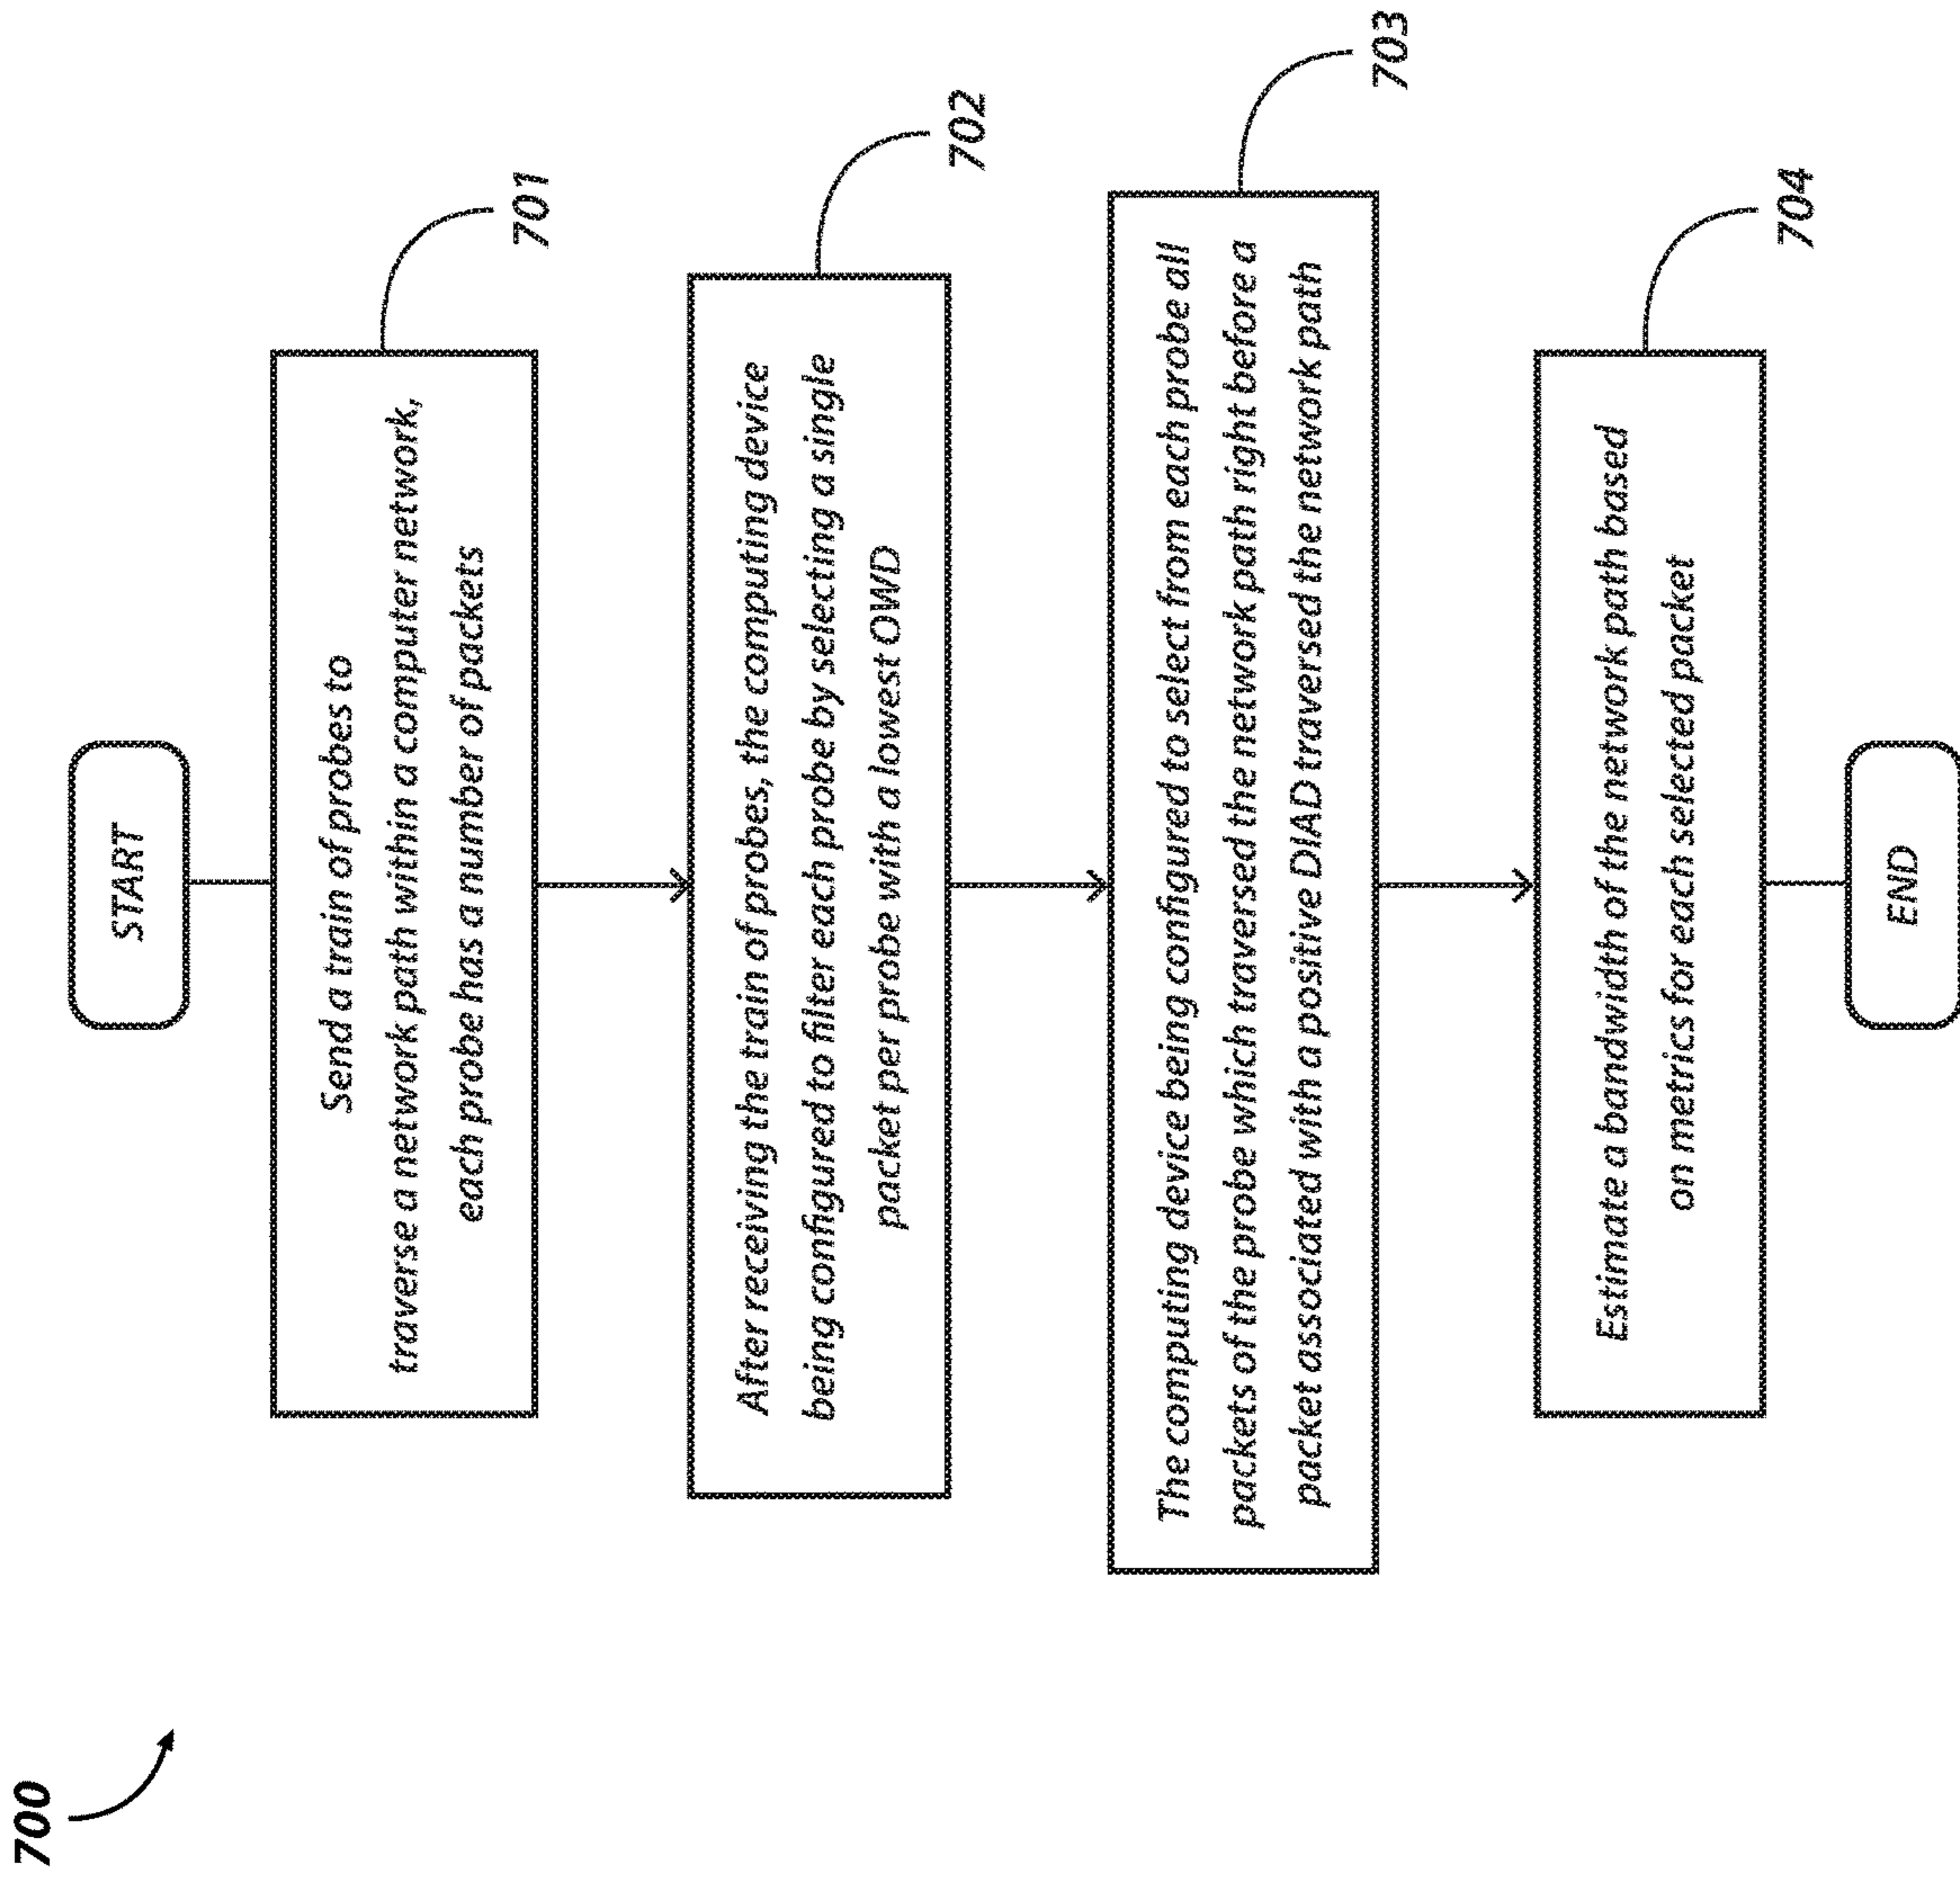 700
START
Send a train of probes to
traverse a network path within a computer network,
each probe has a number of packets
701
After receiving the train of probes, the computing device
being configured to filter each probe by selecting a single
packet per probe with a lowest OWD
702
The computing device being configured to select from each probe all
packets of the probe which traversed the network path right before a
packet associated with a positive DIAD traversed the network path
703
Estimate a bandwidth of the network path based
on metrics for each selected packet
704
END